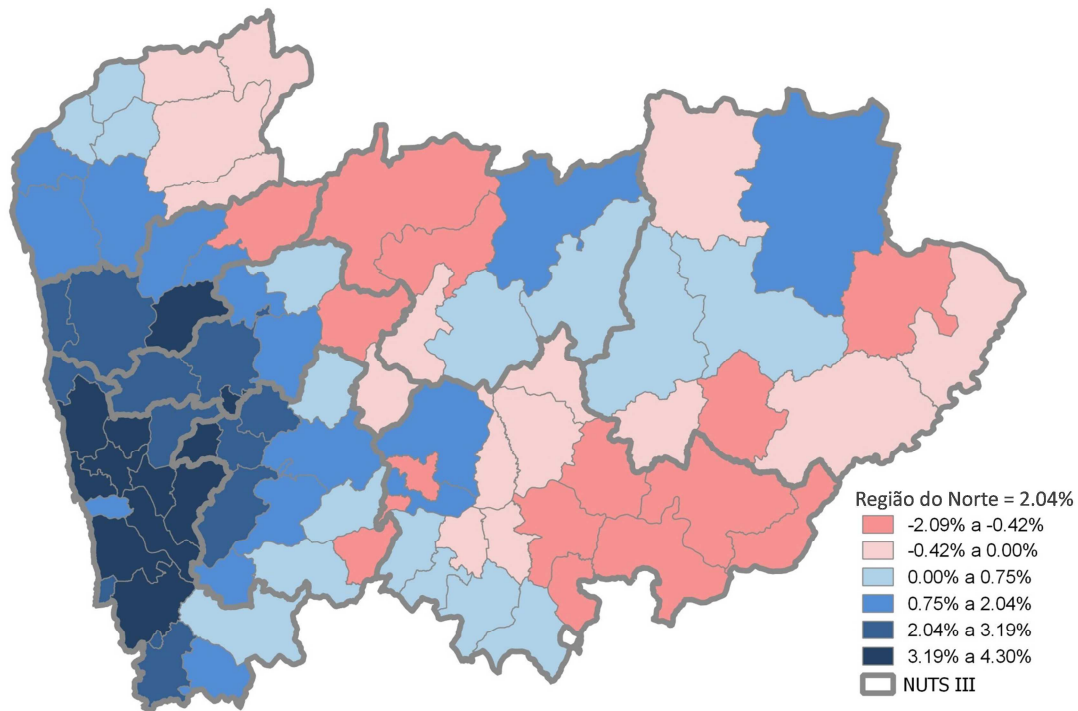 Região do Norte = 2.04%
-2.09% a -0.42%
-0.42% a 0.00%
0.00% a 0.75%
0.75% a 2.04%
2.04% a 3.19%
3.19% a 4.30%
NUTS III